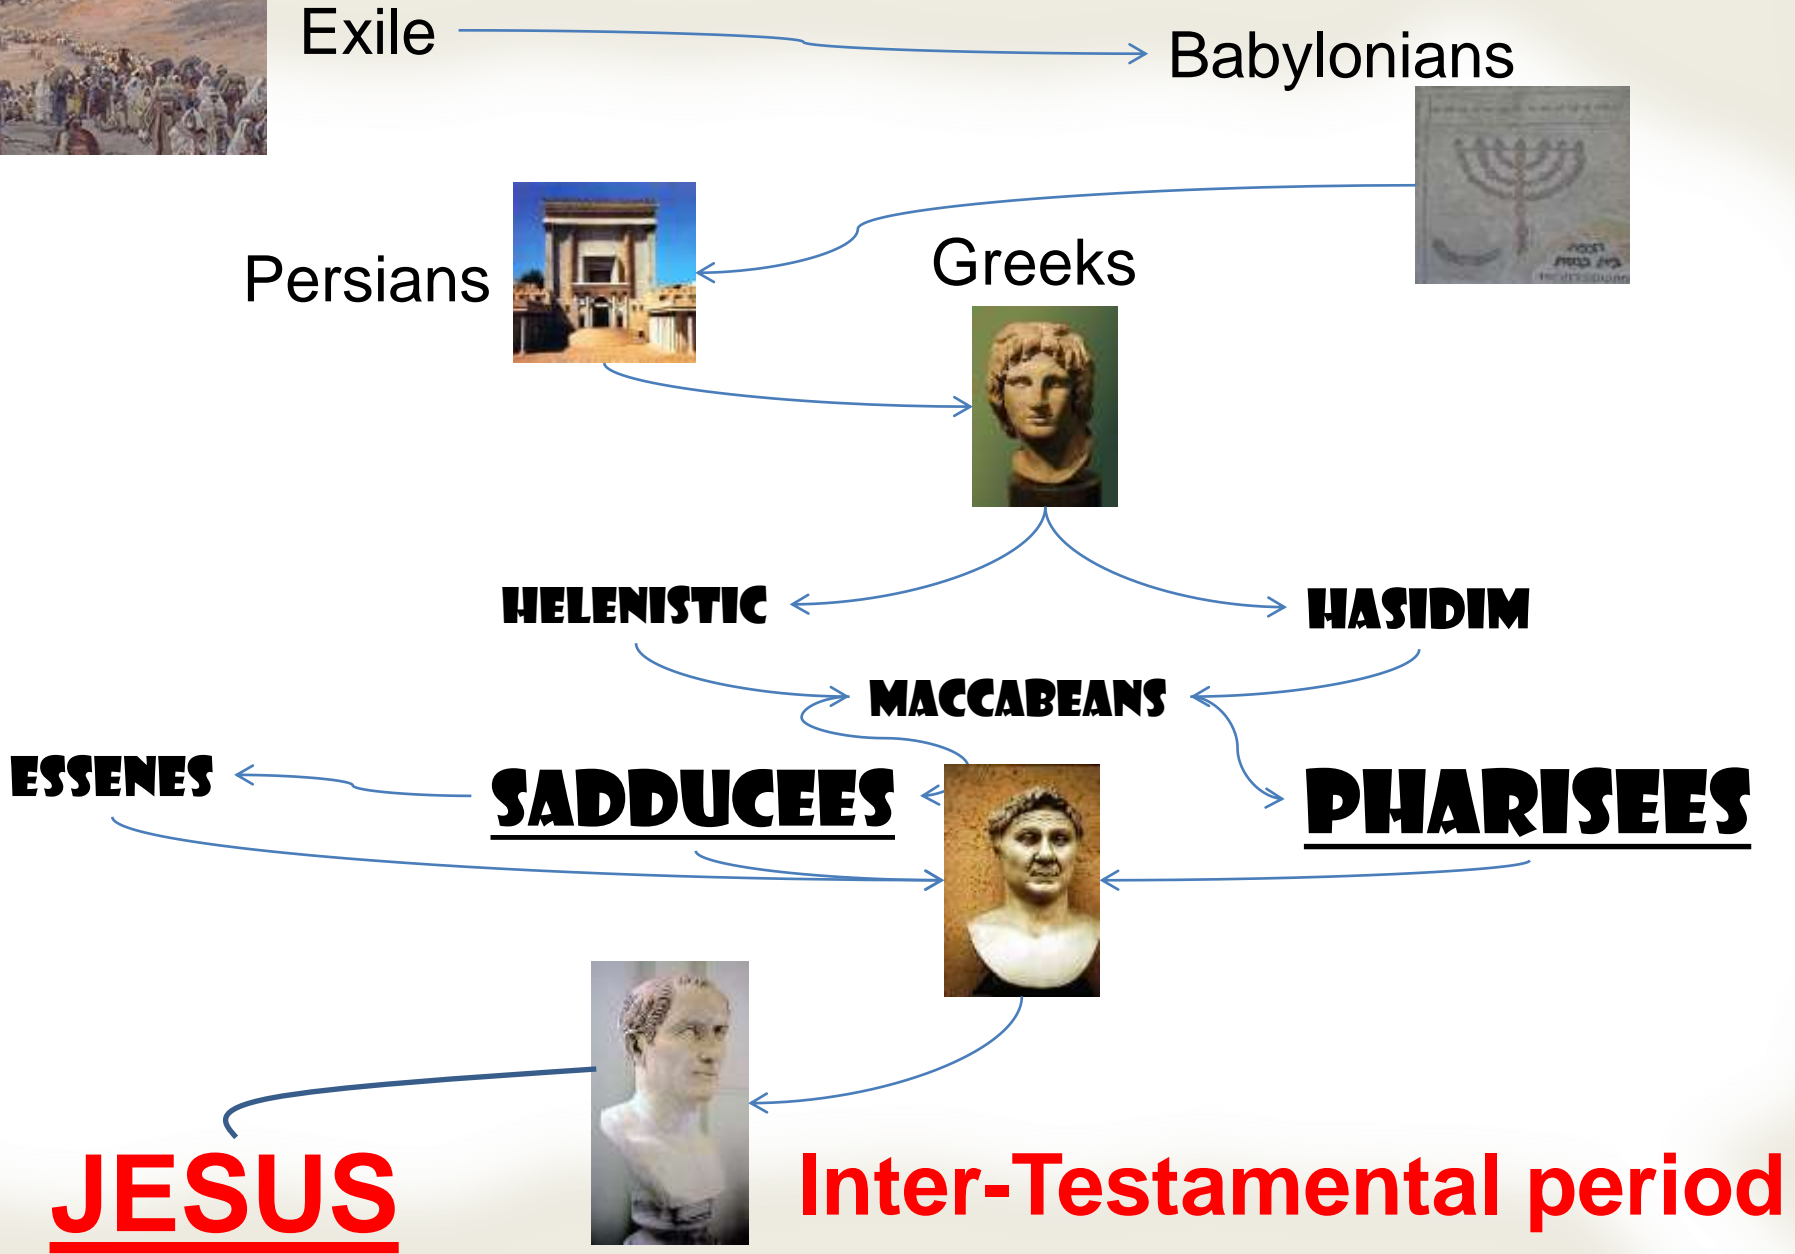 Exile
Babylonians
Persians
Greeks
HELENISTIC
HASIDIM
MACCABEANS
ESSENES
SADDUCEES
PHARISEES
JESUS
Inter-Testamental period